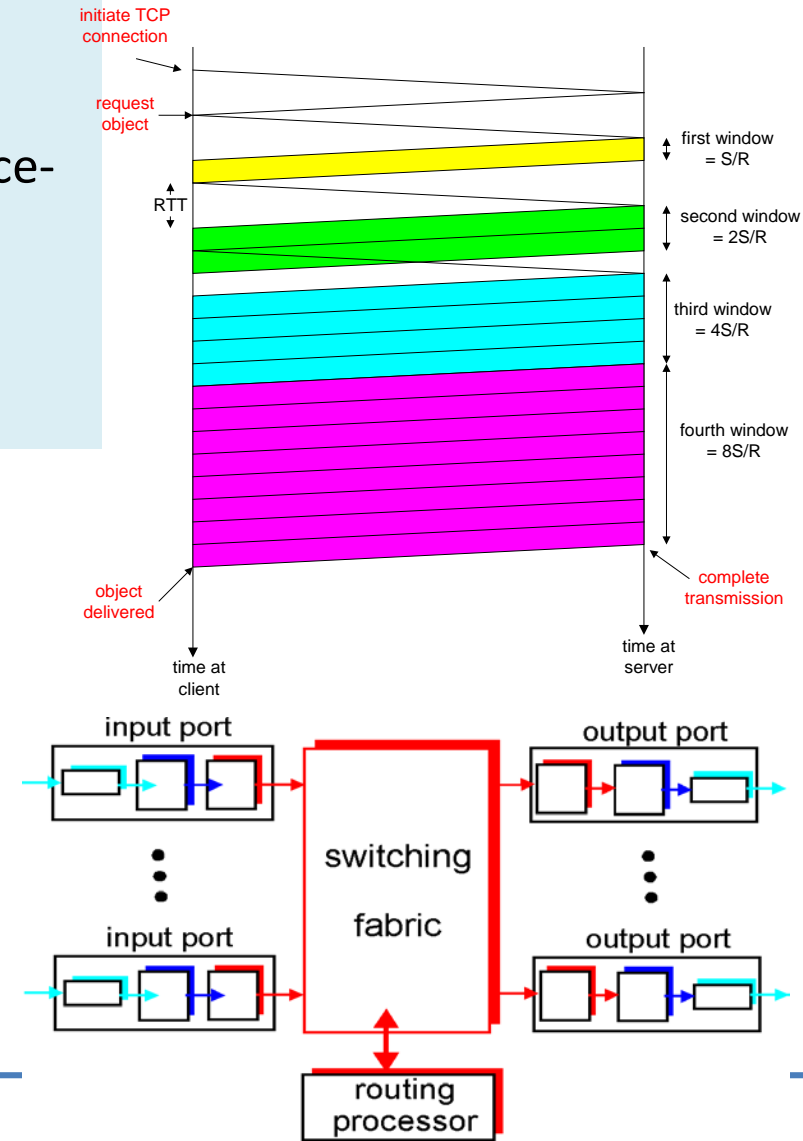 initiate TCP
connection
request
object
ce-
RTT
first window
= S/R
second window
= 2S/R
third window
= 4S/R
fourth window
= 8S/R
object
delivered
complete
transmission
time at
client
time at
server
input port
output port
switching
fabric
input port
output port
routing
processor